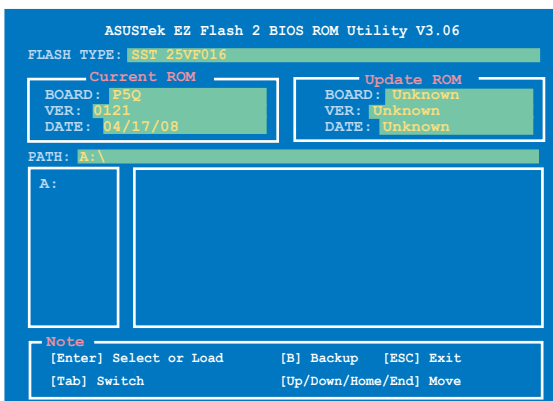 ASUSTek EZ Flash 2 BIOS ROM Utility V3.06
FLASH TYPE: SST 25VF016
Current ROM
BOARD: P5Q
VER: 0121
DATE: 04/17/08
Update ROM
BOARD: Unknown
VER: Unknown
DATE: Unknown
PATH: A:\
A:
Note
[Enter] Select or Load [B] Backup [ESC] Exit
[Tab] Switch [Up/Down/Home/End] Move